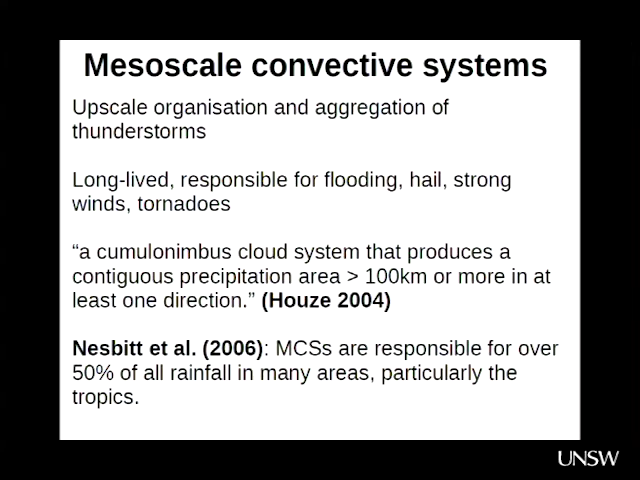 Mesoscale convective systems
Upscale organisation and aggregation of
thunderstorms
Long-lived, responsible for flooding, hail, strong
winds, tornadoes
“a cumulonimbus cloud system that produces a
contiguous precipitation area > 100km or more in at
least one direction.” (Houze 2004)
Nesbitt et al. (2006): MCSs are responsible for over
50% of all rainfall in many areas, particularly the
tropics.
UNSW